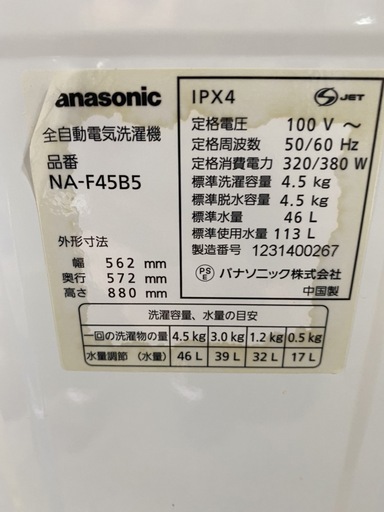 anasonic
全自動電気洗濯機
品番
NA-F45B5
外形寸法
幅 562 mm
奥行 572 mm
高さ 880 mm
IPX4
S JET
定格電圧 100 V ～
定格周波数 50/60 Hz
定格消費電力 320/380 W
標準洗濯容量 4.5 kg
標準脱水容量 4.5 kg
標準水量 46 L
標準使用水量 113 L
製造番号 1231400267
PS E パナソニック株式会社
中国製
洗濯容量、水量の目安
一回の洗濯物の量 4.5 kg 3.0 kg 1.2 kg 0.5 kg
水量調節（水量） 46 L 39 L 32 L 17 L